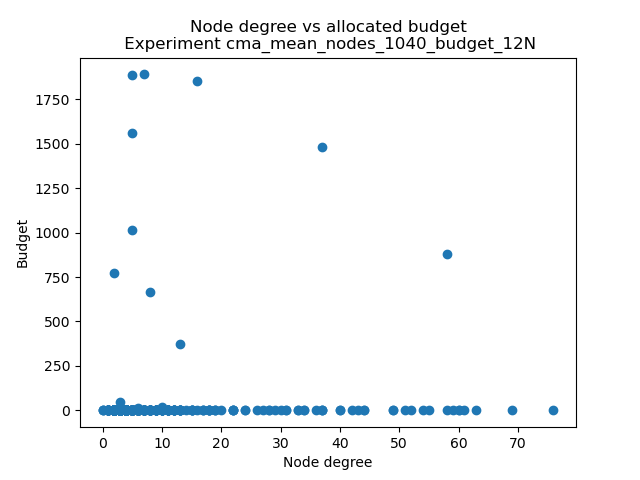 Node degree vs allocated budget
Experiment cma_mean_nodes_1040_budget_12N
1750
1500
1250
1000
750
500
250
0
Budget
0 10 20 30 40 50 60 70
Node degree